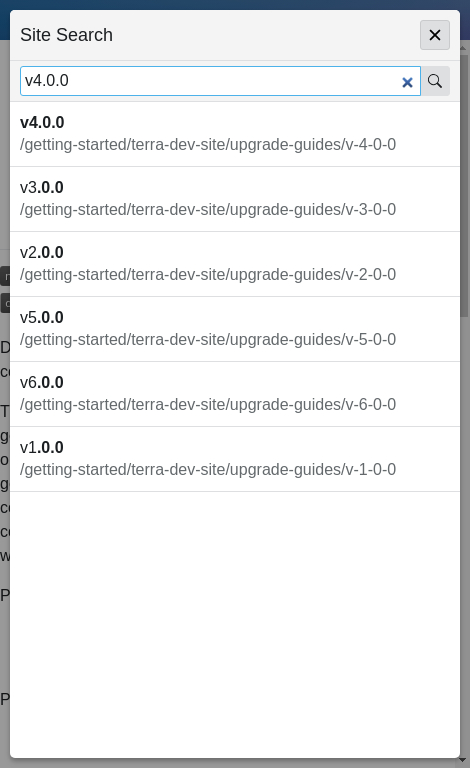 Site Search
v4.0.0
v4.0.0
/getting-started/terra-dev-site/upgrade-guides/v-4-0-0
v3.0.0
/getting-started/terra-dev-site/upgrade-guides/v-3-0-0
v2.0.0
/getting-started/terra-dev-site/upgrade-guides/v-2-0-0
v5.0.0
/getting-started/terra-dev-site/upgrade-guides/v-5-0-0
v6.0.0
/getting-started/terra-dev-site/upgrade-guides/v-6-0-0
v1.0.0
/getting-started/terra-dev-site/upgrade-guides/v-1-0-0